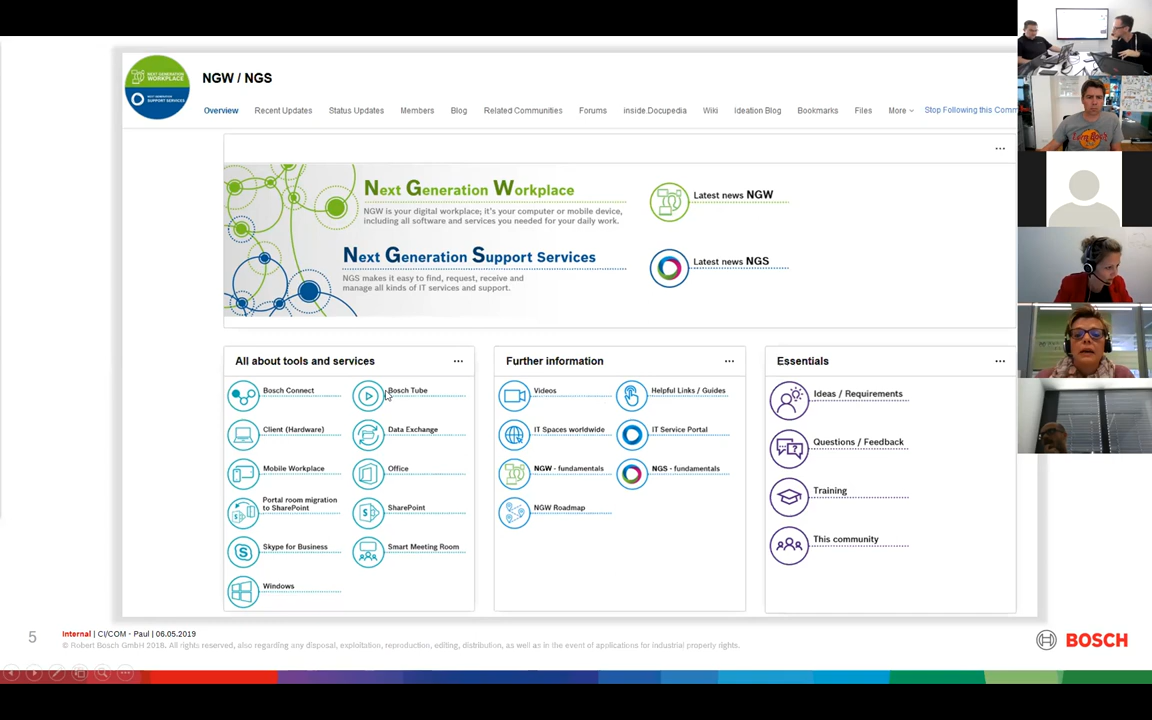 NEXT GENERATION
WORKPLACE
NEXT GENERATION
SUPPORT SERVICES
NGW / NGS
Overview Recent Updates Status Updates Members Blog Related Communities Forums inside.Docupedia Wiki Ideation Blog Bookmarks Files More Stop Following this Comm
Next Generation Workplace
NGW is your digital workplace; it's your computer or mobile device,
including all software and services you needed for your daily work.
Latest news NGW
Next Generation Support Services
NGS makes it easy to find, request, receive and
manage all kinds of IT services and support.
Latest news NGS
All about tools and services
Bosch Connect
Bosch Tube
Client (Hardware)
Data Exchange
Mobile Workplace
Office
Portal room migration
to SharePoint
SharePoint
Skype for Business
Smart Meeting Room
Windows
Further information
Videos
Helpful Links / Guides
IT Spaces worldwide
IT Service Portal
NGW - fundamentals
NGS - fundamentals
NGW Roadmap
Essentials
Ideas / Requirements
Questions / Feedback
Training
This community
5
Internal | CI/COM - Paul | 06.05.2019
© Robert Bosch GmbH 2018. All rights reserved, also regarding any disposal, exploitation, reproduction, editing, distribution, as well as in the event of applications for industrial property rights.
BOSCH